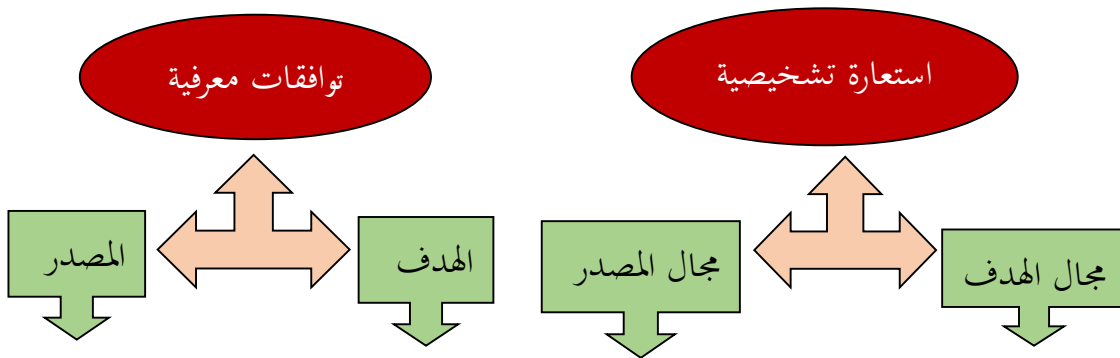 استعارة تشخيصية
توافقات معرفية
مجال الهدف
مجال المصدر
الهدف
المصدر